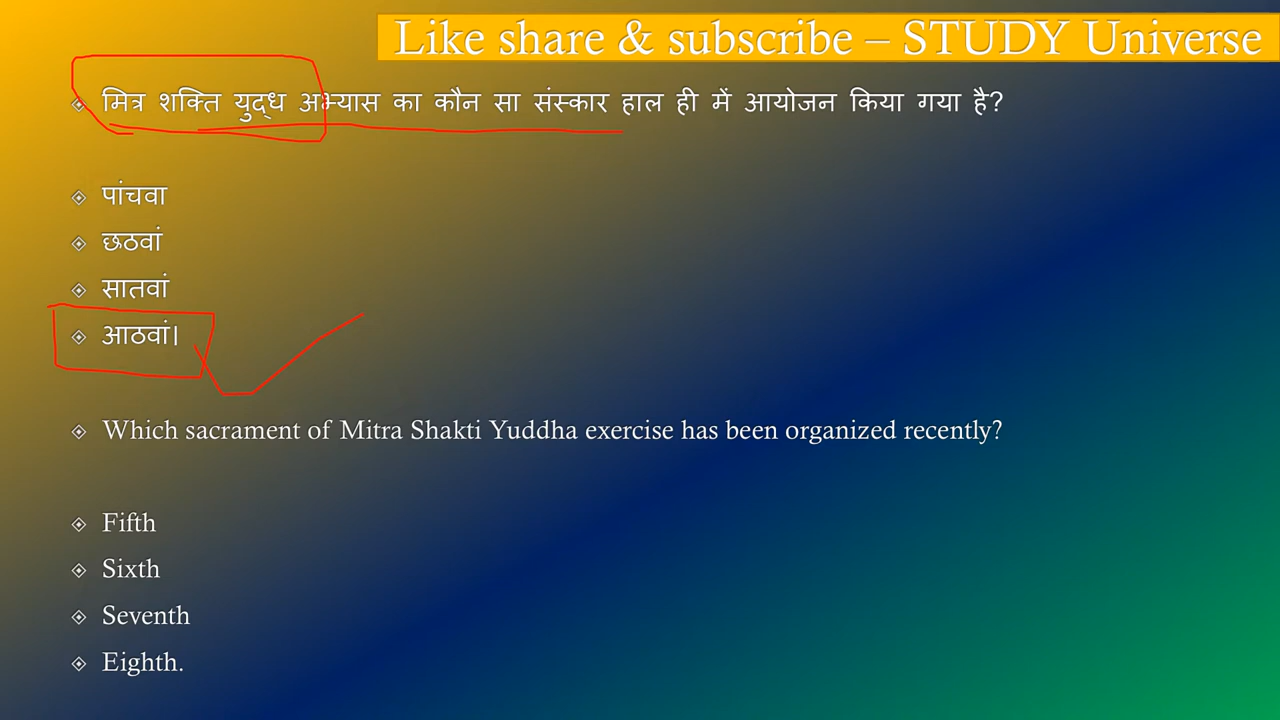 Like share & subscribe – STUDY Universe
मित्र शक्ति युद्ध अभ्यास का कौन सा संस्कार हाल ही में आयोजन किया गया है?
पांचवा
छठवां
सातवां
आठवां।
Which sacrament of Mitra Shakti Yuddha exercise has been organized recently?
Fifth
Sixth
Seventh
Eighth.